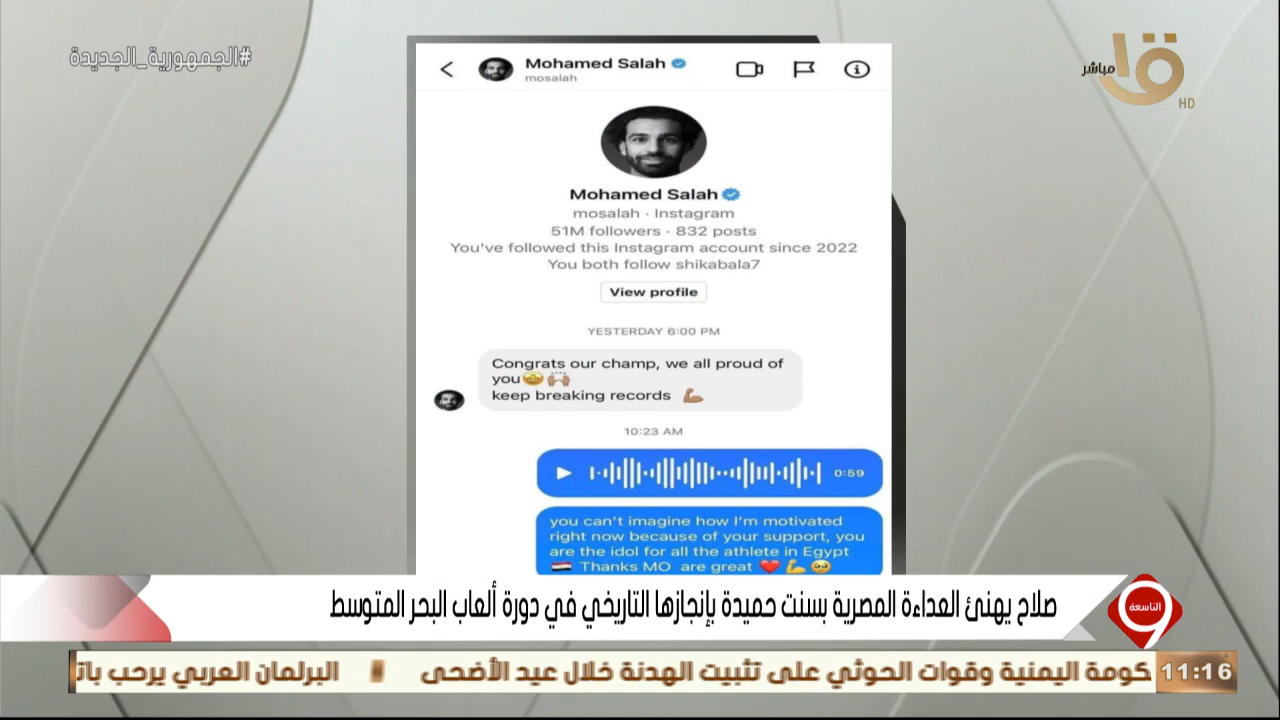 #الجمهورية_الجديدة
مباشر
HD
Mohamed Salah
mosalah
Mohamed Salah
mosalah · Instagram
51M followers · 832 posts
You've followed this Instagram account since 2022
You both follow shikabala7
View profile
YESTERDAY 6:00 PM
Congrats our champ, we all proud of
you🤩🙌🏽
keep breaking records 💪🏽
10:23 AM
0:59
you can't imagine how I'm motivated
right now because of your support, you
are the idol for all the athlete in Egypt
🇪🇬 Thanks MO are great ❤️💪🥹
صلاح يهنئ العداءة المصرية بسنت حميدة بإنجازها التاريخي في دورة ألعاب البحر المتوسط
التاسعة
9
كومة اليمنية وقوات الحوثي على تثبيت الهدنة خلال عيد الأضحى
البرلمان العربي يرحب بات
11:16